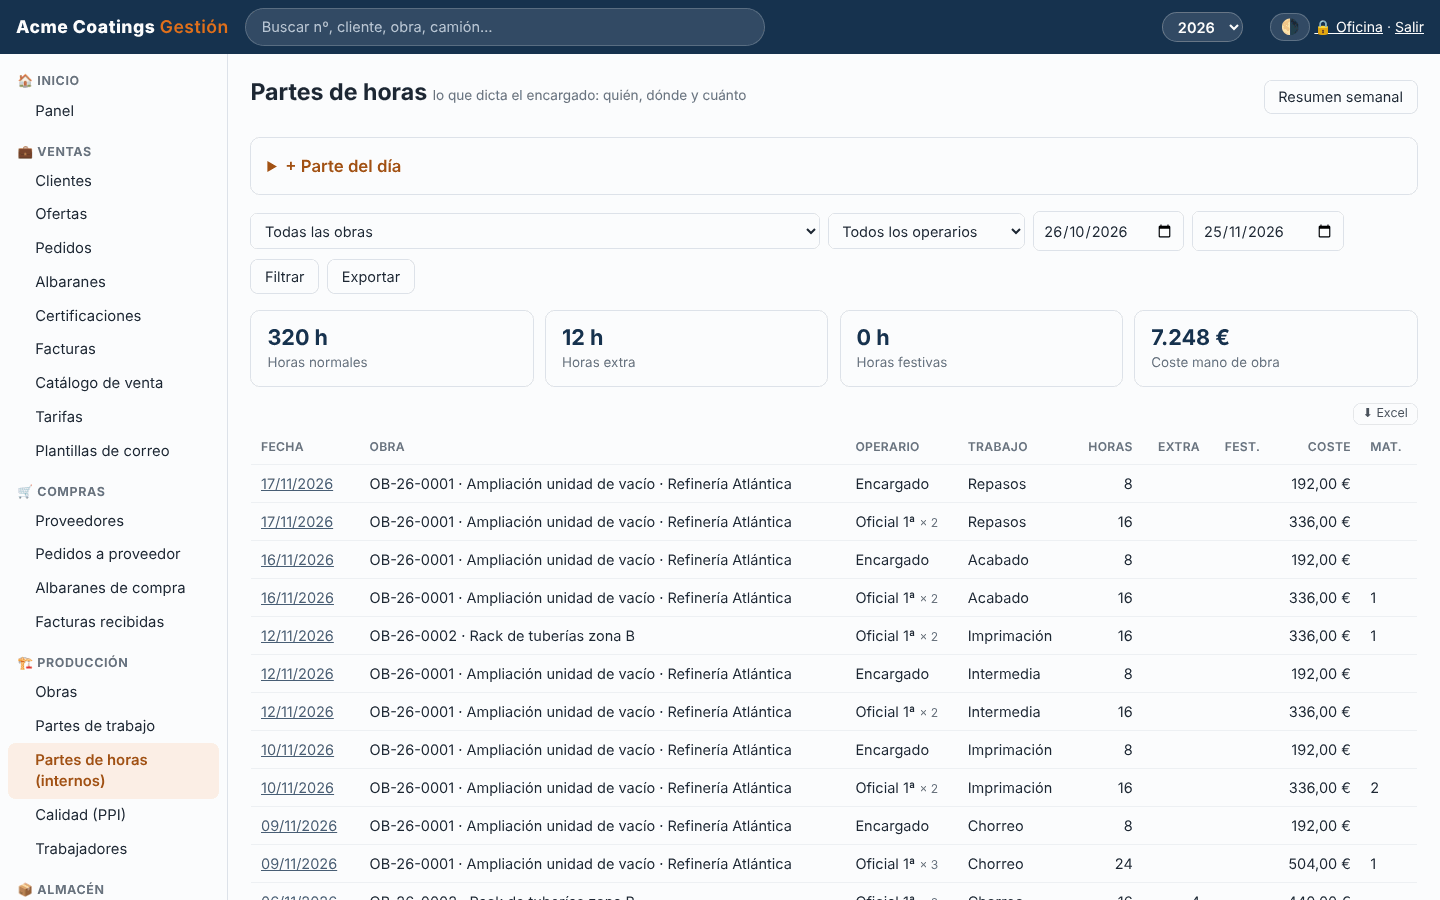 Acme Coatings Gestión
Buscar nº, cliente, obra, camión...
2026
Oficina · Salir
INICIO
Panel
VENTAS
Clientes
Ofertas
Pedidos
Albaranes
Certificaciones
Facturas
Catálogo de venta
Tarifas
Plantillas de correo
COMPRAS
Proveedores
Pedidos a proveedor
Albaranes de compra
Facturas recibidas
PRODUCCIÓN
Obras
Partes de trabajo
Partes de horas
(internos)
Calidad (PPI)
Trabajadores
ALMACÉN
Partes de horas lo que dicta el encargado: quién, dónde y cuánto
Resumen semanal
+ Parte del día
Todas las obras Todos los operarios 26/10/2026 25/11/2026
Filtrar Exportar
320 h
Horas normales
12 h
Horas extra
0 h
Horas festivas
7.248 €
Coste mano de obra
⬇ Excel
FECHA OBRA OPERARIO TRABAJO HORAS EXTRA FEST. COSTE MAT.
17/11/2026 OB-26-0001 · Ampliación unidad de vacío · Refinería Atlántica Encargado Repasos 8 192,00 €
17/11/2026 OB-26-0001 · Ampliación unidad de vacío · Refinería Atlántica Oficial 1ª × 2 Repasos 16 336,00 €
16/11/2026 OB-26-0001 · Ampliación unidad de vacío · Refinería Atlántica Encargado Acabado 8 192,00 €
16/11/2026 OB-26-0001 · Ampliación unidad de vacío · Refinería Atlántica Oficial 1ª × 2 Acabado 16 336,00 € 1
12/11/2026 OB-26-0002 · Rack de tuberías zona B Oficial 1ª × 2 Imprimación 16 336,00 € 1
12/11/2026 OB-26-0001 · Ampliación unidad de vacío · Refinería Atlántica Encargado Intermedia 8 192,00 €
12/11/2026 OB-26-0001 · Ampliación unidad de vacío · Refinería Atlántica Oficial 1ª × 2 Intermedia 16 336,00 €
10/11/2026 OB-26-0001 · Ampliación unidad de vacío · Refinería Atlántica Encargado Imprimación 8 192,00 €
10/11/2026 OB-26-0001 · Ampliación unidad de vacío · Refinería Atlántica Oficial 1ª × 2 Imprimación 16 336,00 € 2
09/11/2026 OB-26-0001 · Ampliación unidad de vacío · Refinería Atlántica Encargado Chorreo 8 192,00 €
09/11/2026 OB-26-0001 · Ampliación unidad de vacío · Refinería Atlántica Oficial 1ª × 3 Chorreo 24 504,00 € 1